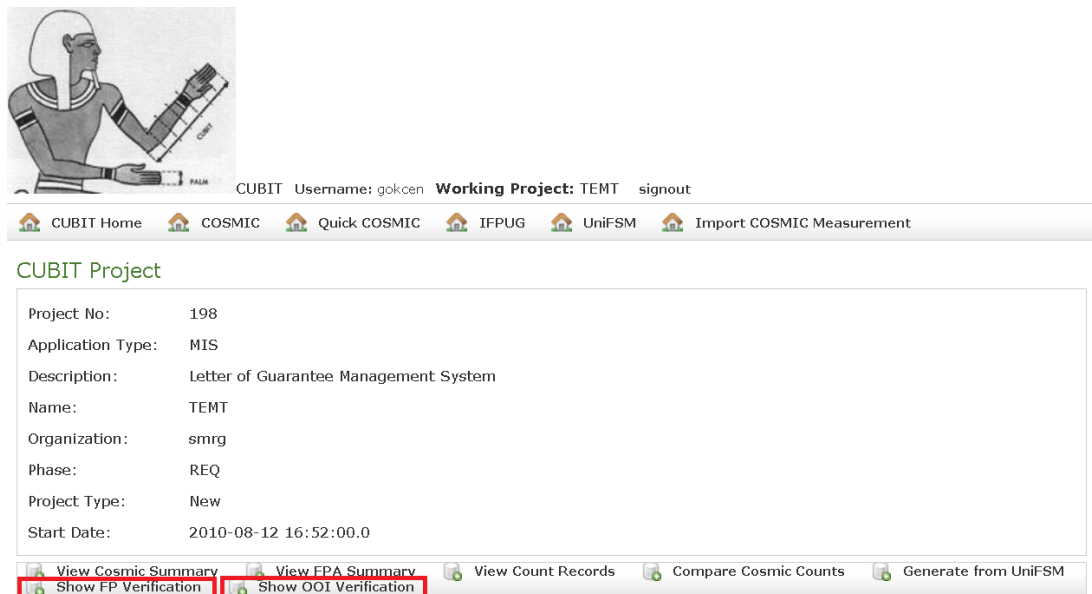 CUBIT
PALM
CUBIT Username: gokcen Working Project: TEMT signout
CUBIT Home COSMIC Quick COSMIC IFPUG UniFSM Import COSMIC Measurement
CUBIT Project
Project No: 198
Application Type: MIS
Description: Letter of Guarantee Management System
Name: TEMT
Organization: smrg
Phase: REQ
Project Type: New
Start Date: 2010-08-12 16:52:00.0
View Cosmic Summary View FPA Summary View Count Records Compare Cosmic Counts Generate from UniFSM
Show FP Verification Show OOI Verification